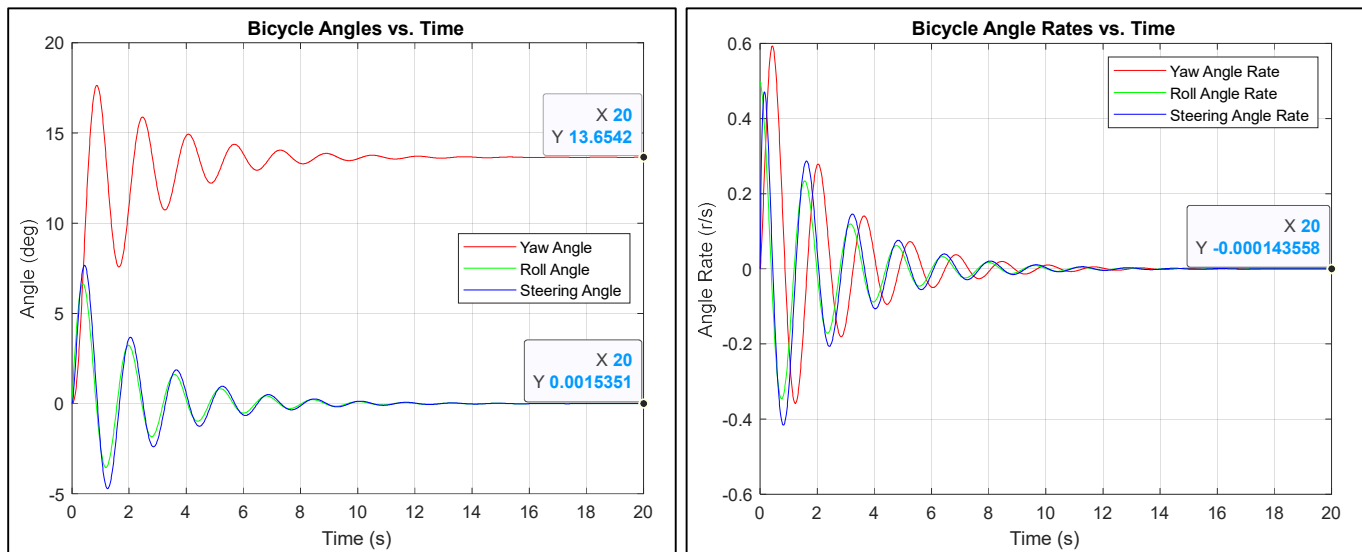 Bicycle Angles vs. Time
20
15
10
5
0
-5
Angle (deg)
X 20
Y 13.6542
Yaw Angle
Roll Angle
Steering Angle
X 20
Y 0.0015351
0 2 4 6 8 10 12 14 16 18 20
Time (s)
Bicycle Angle Rates vs. Time
0.6
0.4
0.2
0
-0.2
-0.4
-0.6
Angle Rate (r/s)
Yaw Angle Rate
Roll Angle Rate
Steering Angle Rate
X 20
Y -0.000143558
0 2 4 6 8 10 12 14 16 18 20
Time (s)